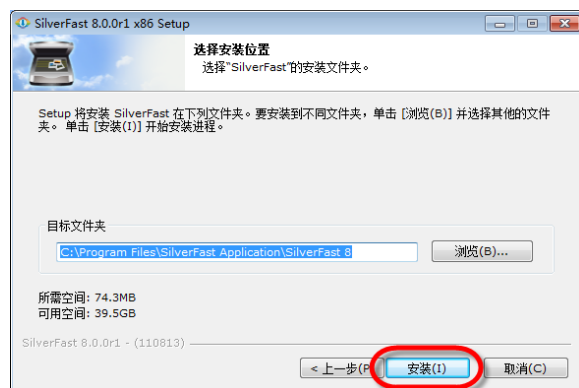 SilverFast 8.0.0r1 x86 Setup
选择安装位置
选择“SilverFast”的安装文件夹。
Setup 将安装 SilverFast 在下列文件夹。要安装到不同文件夹，单击 [浏览(B)] 并选择其他的文件
夹。 单击 [安装(I)] 开始安装进程。
目标文件夹
C:\Program Files\SilverFast Application\SilverFast 8
浏览(B)...
所需空间: 74.3MB
可用空间: 39.5GB
SilverFast 8.0.0r1 - (110813)
< 上一步(P
安装(I)
取消(C)